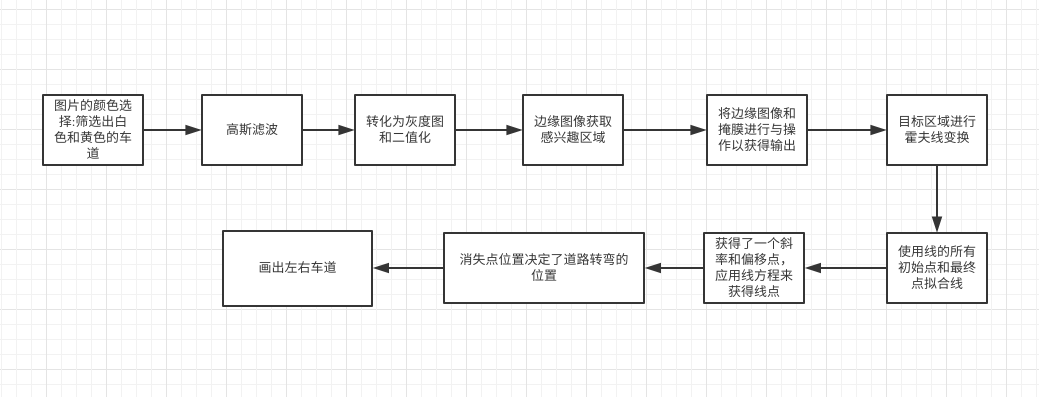 图片的颜色选
择:筛选出白
色和黄色的车
道
高斯滤波
转化为灰度图
和二值化
边缘图像获取
感兴趣区域
将边缘图像和
掩膜进行与操
作以获得输出
目标区域进行
霍夫线变换
使用线的所有
初始点和最终
点拟合线
获得了一个斜
率和偏移点，
应用线方程来
获得线点
消失点位置决定了道路转弯的
位置
画出左右车道